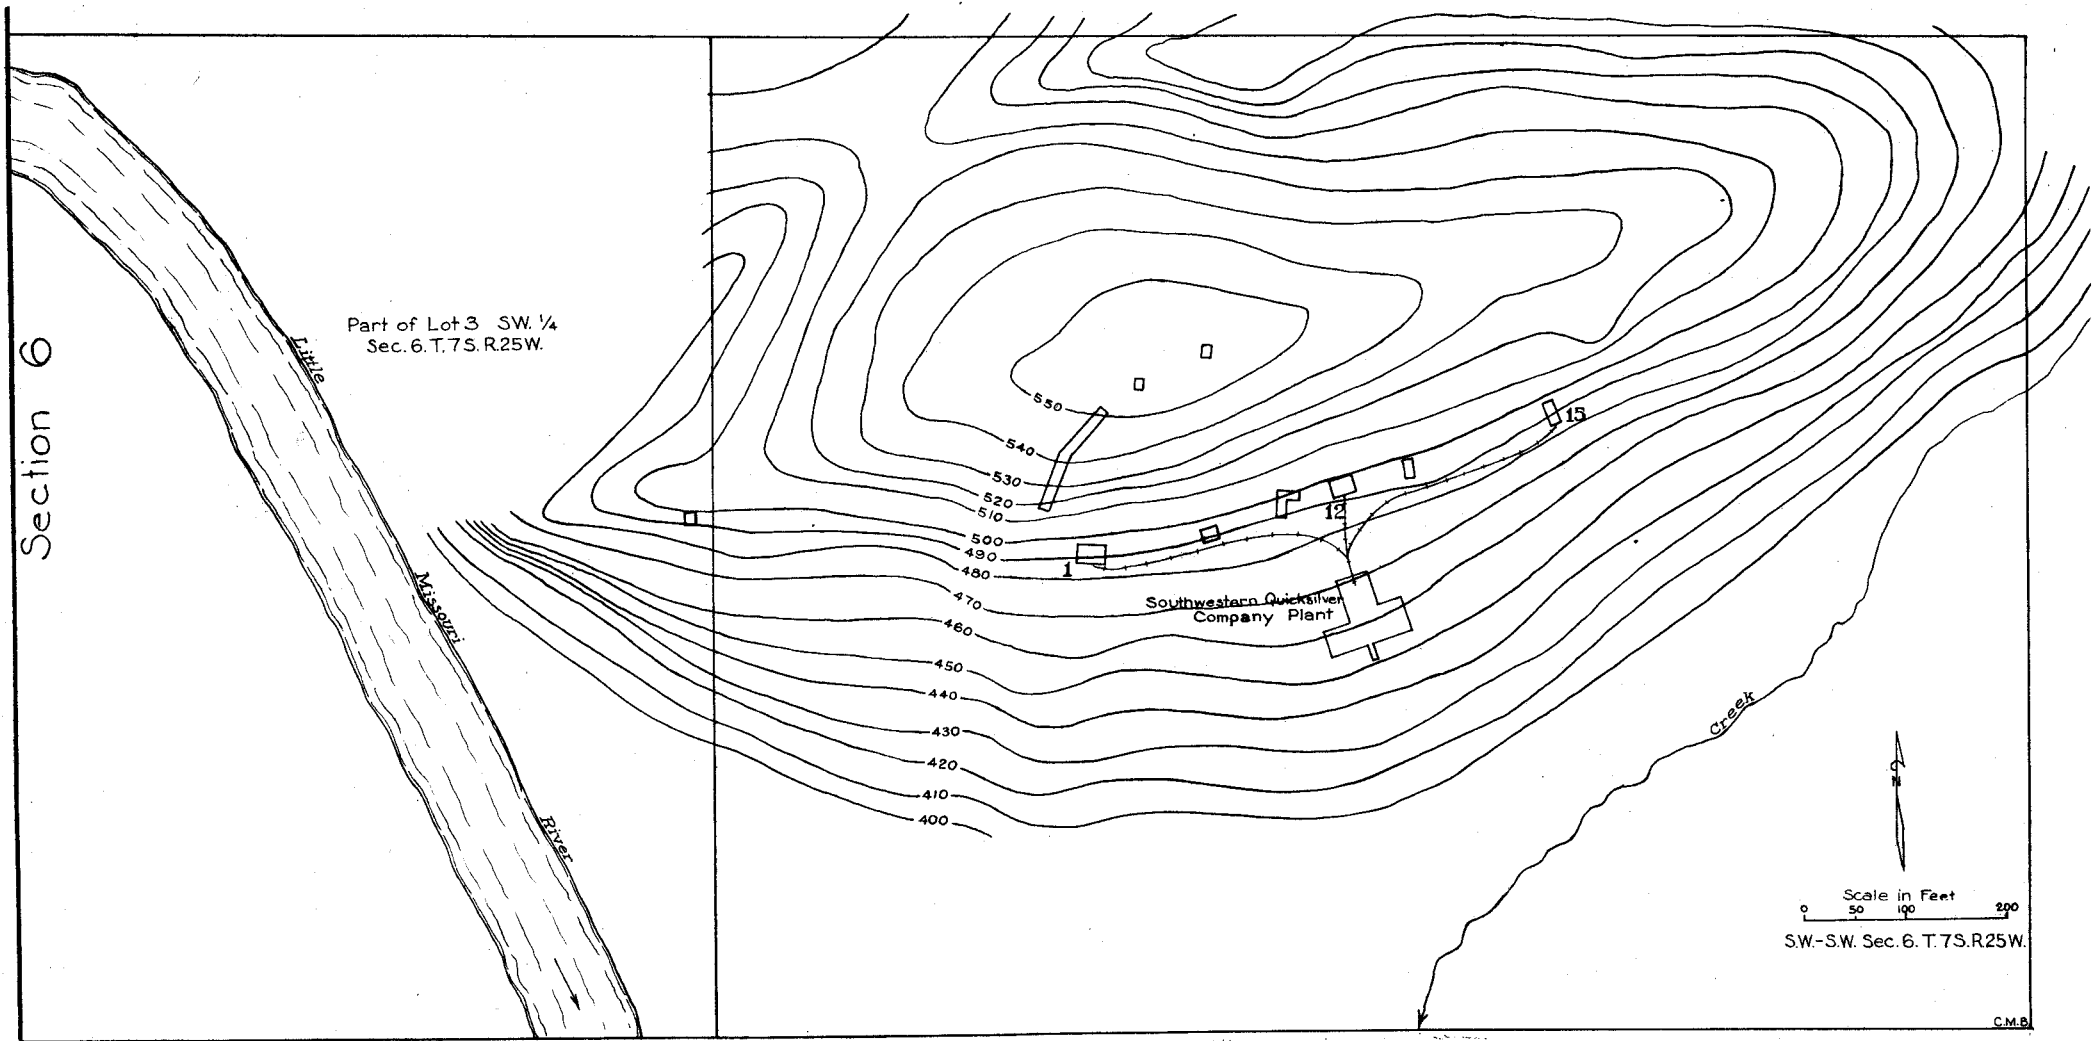 Section 6
Part of Lot 3 SW. ¼
Sec. 6. T. 7 S. R. 25 W.
Little
Missouri
River
550
540
530
520
510
500
490
480
470
460
450
440
430
420
410
400
1
12
15
Southwestern Quicksilver
Company Plant
Creek
N
Scale in Feet
0 50 100 200
S.W.-S.W. Sec. 6. T. 7 S. R. 25 W.
C.M.B.